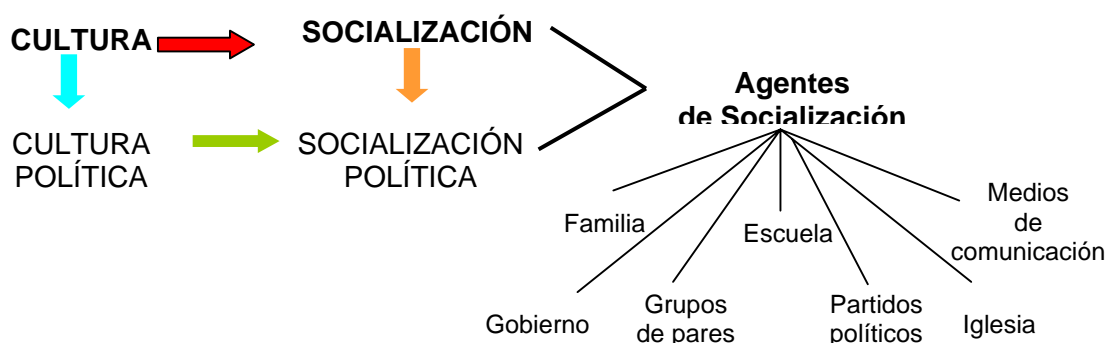 CULTURA
SOCIALIZACIÓN
Agentes
de Socialización
CULTURA
POLÍTICA
SOCIALIZACIÓN
POLÍTICA
Familia
Escuela
Medios
de
comunicación
Gobierno
Grupos
de pares
Partidos
políticos
Iglesia